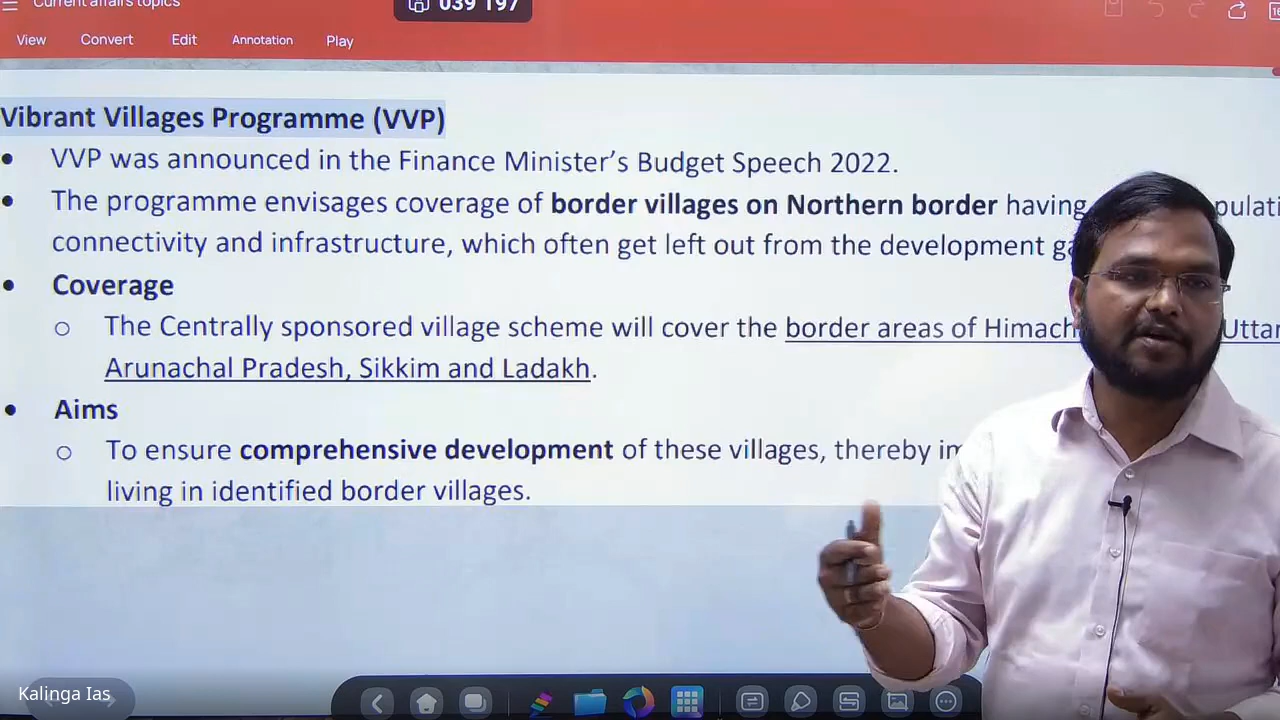 Current affairs topics
039 197
View Convert Edit Annotation Play
Vibrant Villages Programme (VVP)
• VVP was announced in the Finance Minister’s Budget Speech 2022.
• The programme envisages coverage of border villages on Northern border having
connectivity and infrastructure, which often get left out from the development
• Coverage
o The Centrally sponsored village scheme will cover the border areas of
Arunachal Pradesh, Sikkim and Ladakh.
• Aims
o To ensure comprehensive development of these villages, thereby
living in identified border villages.
Kalinga Ias